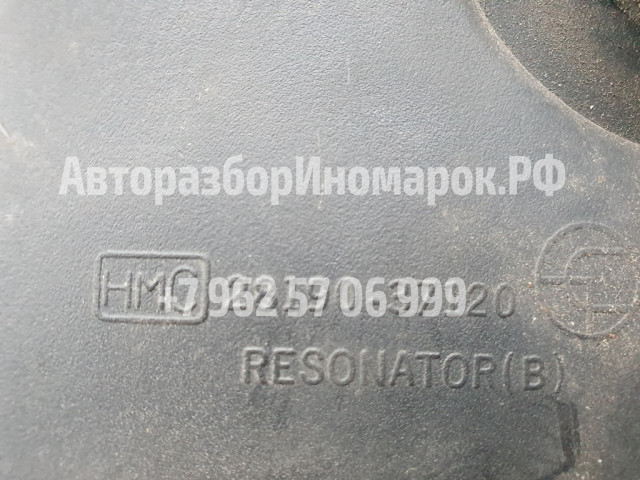 АвторазборИномарок.РФ
HMC
+79625706999
RESONATOR(B)